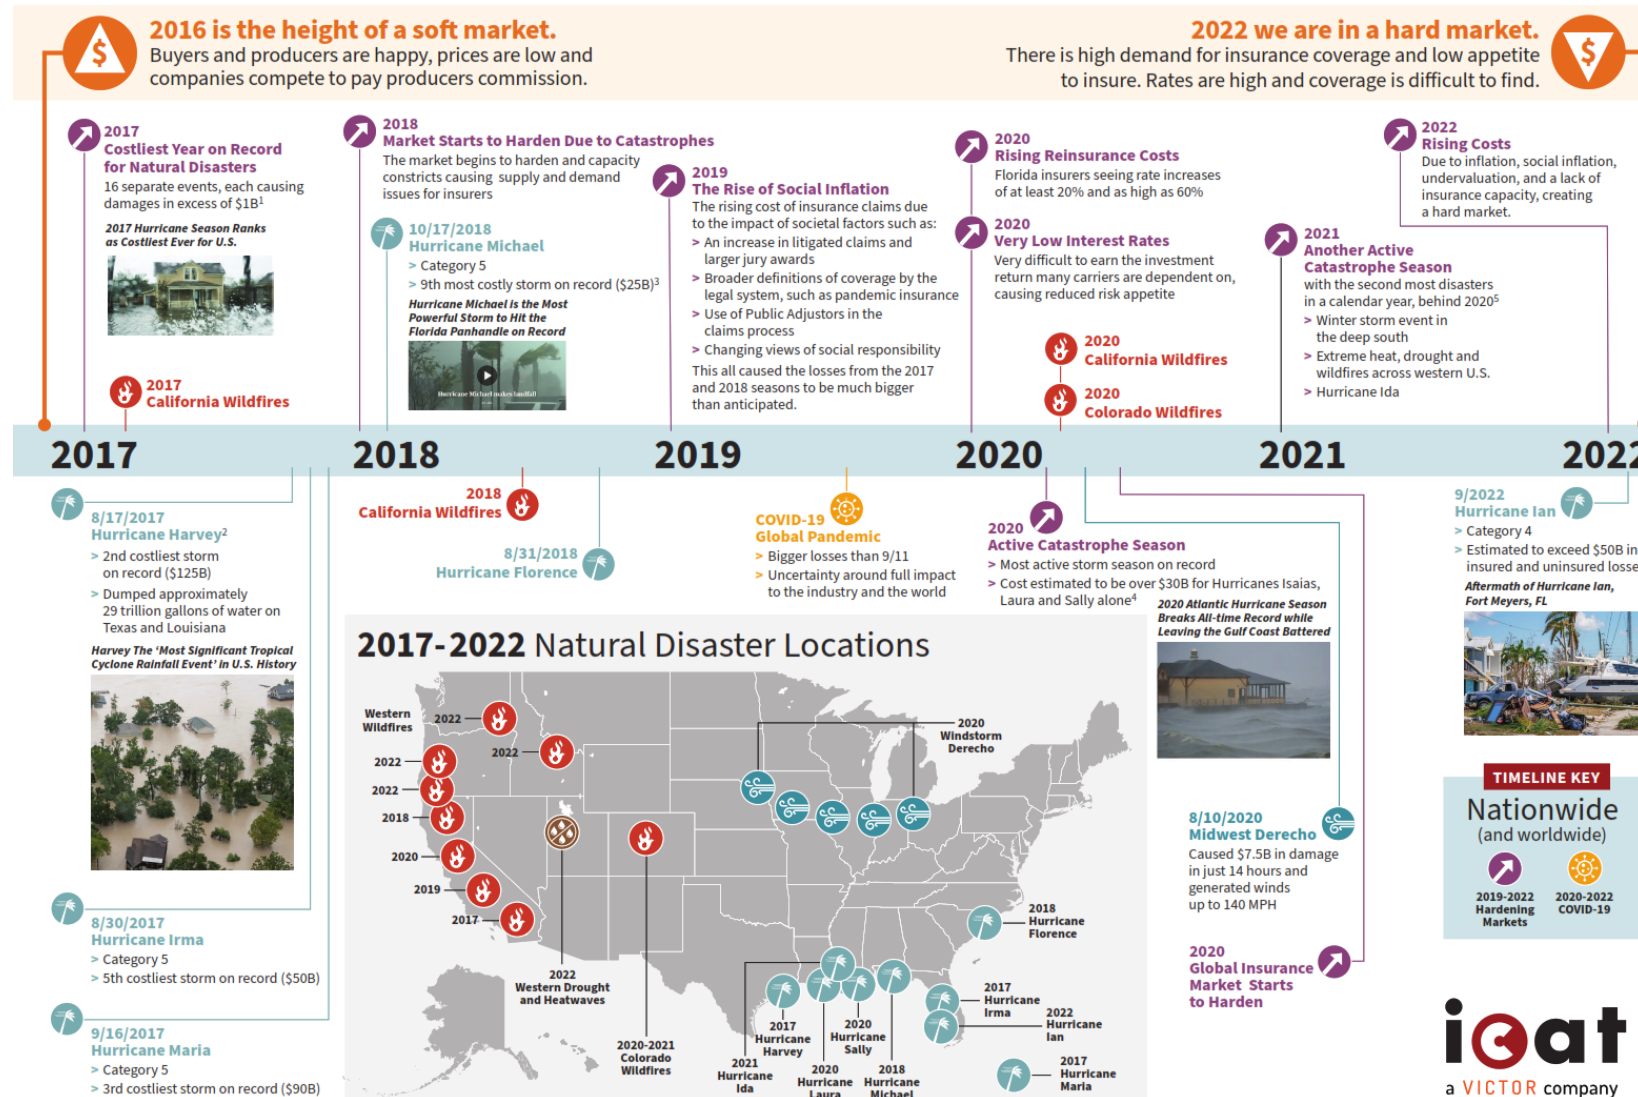 2016 is the height of a soft market.
Buyers and producers are happy, prices are low and
companies compete to pay producers commission.
2022 we are in a hard market.
There is high demand for insurance coverage and low appetite
to insure. Rates are high and coverage is difficult to find.
2017
Costliest Year on Record
for Natural Disasters
16 separate events, each causing
damages in excess of $1B1
2017 Hurricane Season Ranks
as Costliest Ever for U.S.
2017
California Wildfires
2018
Market Starts to Harden Due to Catastrophes
The market begins to harden and capacity
constricts causing supply and demand
issues for insurers
10/17/2018
Hurricane Michael
> Category 5
> 9th most costly storm on record ($25B)3
Hurricane Michael is the Most
Powerful Storm to Hit the
Florida Panhandle on Record
Hurricane Michael makes landfall
2019
The Rise of Social Inflation
The rising cost of insurance claims due
to the impact of societal factors such as:
> An increase in litigated claims and
larger jury awards
> Broader definitions of coverage by the
legal system, such as pandemic insurance
> Use of Public Adjustors in the
claims process
> Changing views of social responsibility
This all caused the losses from the 2017
and 2018 seasons to be much bigger
than anticipated.
2020
Rising Reinsurance Costs
Florida insurers seeing rate increases
of at least 20% and as high as 60%
2020
Very Low Interest Rates
Very difficult to earn the investment
return many carriers are dependent on,
causing reduced risk appetite
2020
California Wildfires
2020
Colorado Wildfires
2021
Another Active
Catastrophe Season
with the second most disasters
in a calendar year, behind 20205
> Winter storm event in
the deep south
> Extreme heat, drought and
wildfires across western U.S.
> Hurricane Ida
2022
Rising Costs
Due to inflation, social inflation,
undervaluation, and a lack of
insurance capacity, creating
a hard market.
2017 2018 2019 2020 2021 2022
8/17/2017
Hurricane Harvey2
> 2nd costliest storm
on record ($125B)
> Dumped approximately
29 trillion gallons of water on
Texas and Louisiana
Harvey The ‘Most Significant Tropical
Cyclone Rainfall Event’ in U.S. History
8/30/2017
Hurricane Irma
> Category 5
> 5th costliest storm on record ($50B)
9/16/2017
Hurricane Maria
> Category 5
> 3rd costliest storm on record ($90B)
2018
California Wildfires
8/31/2018
Hurricane Florence
COVID-19
Global Pandemic
> Bigger losses than 9/11
> Uncertainty around full impact
to the industry and the world
2020
Active Catastrophe Season
> Most active storm season on record
> Cost estimated to be over $30B for Hurricanes Isaias,
Laura and Sally alone4
2020 Atlantic Hurricane Season
Breaks All-time Record while
Leaving the Gulf Coast Battered
8/10/2020
Midwest Derecho
Caused $7.5B in damage
in just 14 hours and
generated winds
up to 140 MPH
2020
Global Insurance
Market Starts
to Harden
9/2022
Hurricane Ian
> Category 4
> Estimated to exceed $50B in
insured and uninsured losse
Aftermath of Hurricane Ian,
Fort Meyers, FL
2017-2022 Natural Disaster Locations
Western
Wildfires
2022
2022
2022
2022
2018
2020
2019
2017
2022
Western Drought
and Heatwaves
2020-2021
Colorado
Wildfires
2020
Windstorm
Derecho
2018
Hurricane
Florence
2017
Hurricane
Irma
2022
Hurricane
Ian
2017
Hurricane
Maria
2017
Hurricane
Harvey
2020
Hurricane
Sally
2021
Hurricane
Ida
2020
Hurricane
Laura
2018
Hurricane
Michael
TIMELINE KEY
Nationwide
(and worldwide)
2019-2022
Hardening
Markets
2020-2022
COVID-19
icat
a VICTOR company